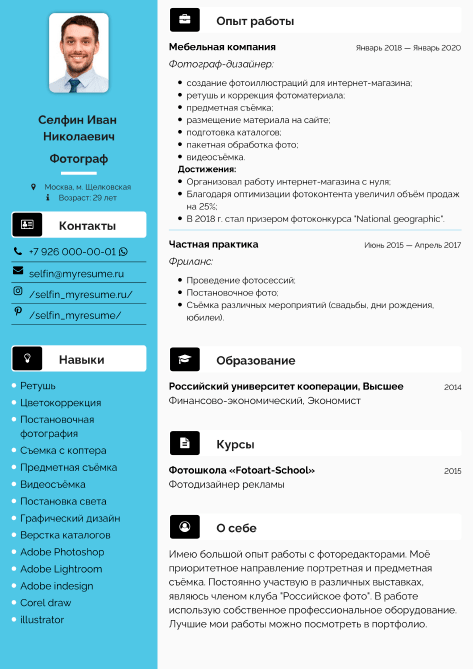 Селфин Иван
Николаевич
Фотограф
Москва, м. Щелковская
Возраст: 29 лет
Контакты
+7 926 000-00-01
selfin@myresume.ru
/selfin_myresume.ru/
/selfin_myresume/
Навыки
Ретушь
Цветокоррекция
Постановочная
фотография
Съемка с коптера
Предметная съёмка
Видеосъёмка
Постановка света
Графический дизайн
Верстка каталогов
Adobe Photoshop
Adobe Lightroom
Adobe indesign
Corel draw
illustrator
Опыт работы
Мебельная компания Январь 2018 — Январь 2020
Фотограф-дизайнер:
создание фотоиллюстраций для интернет-магазина;
ретушь и коррекция фотоматериала;
предметная съёмка;
размещение материала на сайте;
подготовка каталогов;
пакетная обработка фото;
видеосъёмка.
Достижения:
Организовал работу интернет-магазина с нуля;
Благодаря оптимизации фотоконтента увеличил объём продаж
на 25%;
В 2018 г. стал призером фотоконкурса "National geographic".
Частная практика Июнь 2015 — Апрель 2017
Фриланс:
Проведение фотосессий;
Постановочное фото;
Съёмка различных мероприятий (свадьбы, дни рождения,
юбилеи).
Образование
Российский университет кооперации, Высшее 2014
Финансово-экономический, Экономист
Курсы
Фотошкола «Fotoart-School» 2015
Фотодизайнер рекламы
О себе
Имею большой опыт работы с фоторедакторами. Моё
приоритетное направление портретная и предметная
съёмка. Постоянно участвую в различных выставках,
являюсь членом клуба "Российское фото". В работе
использую собственное профессиональное оборудование.
Лучшие мои работы можно посмотреть в портфолио.